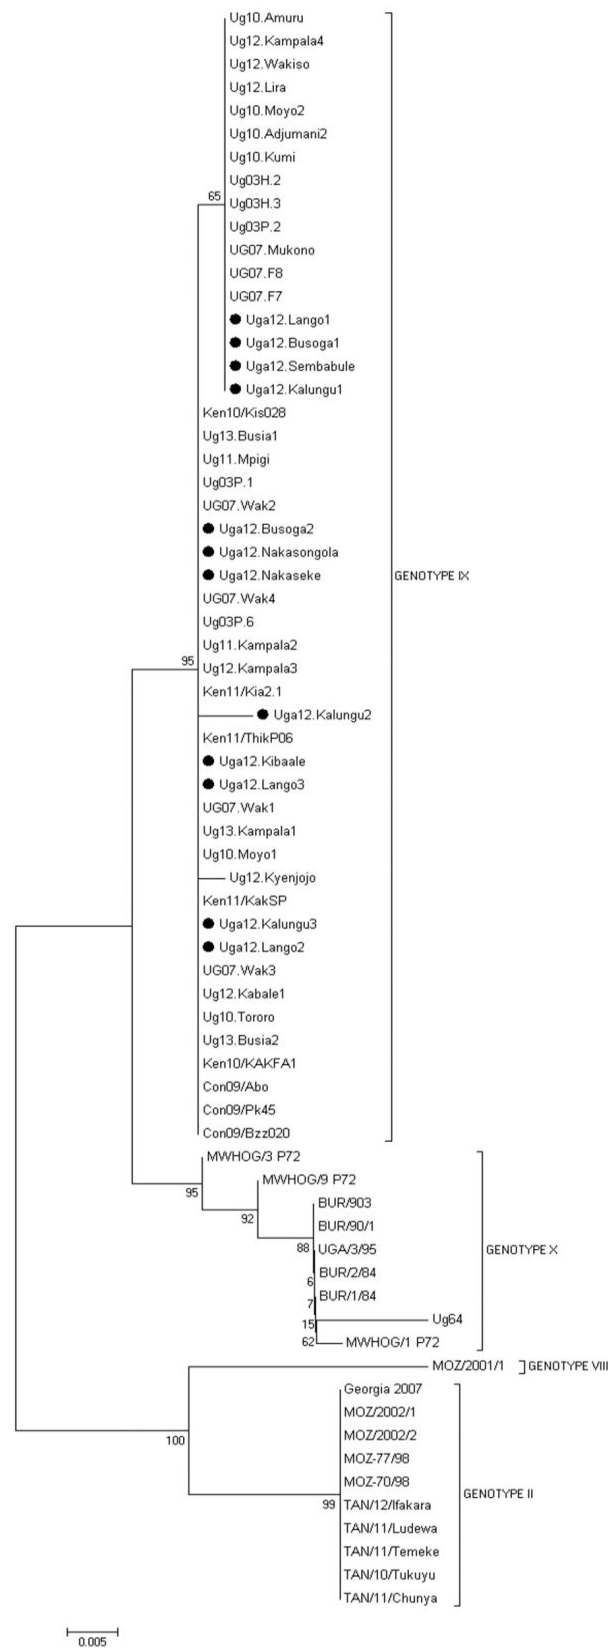 Ug10.Amuru
Ug12.Kampala4
Ug12.Wakiso
Ug12.Lira
Ug10.Moyo2
Ug10.Adjumani2
Ug10.Kumi
Ug03H.2
65
Ug03H.3
Ug03P.2
UG07.Mukono
UG07.F8
UG07.F7
Uga12.Lango1
Uga12.Busoga1
Uga12.Sembabule
Uga12.Kalungu1
Ken10/Kis028
Ug13.Busia1
Ug11.Mpigi
Ug03P.1
UG07.Wak2
Uga12.Busoga2
Uga12.Nakasongola
Uga12.Nakaseke
GENOTYPE IX
UG07.Wak4
Ug03P.6
Ug11.Kampala2
95
Ug12.Kampala3
Ken11/Kia2.1
Uga12.Kalungu2
Ken11/ThikP06
Uga12.Kibaale
Uga12.Lango3
UG07.Wak1
Ug13.Kampala1
Ug10.Moyo1
Ug12.Kyenjojo
Ken11/KakSP
Uga12.Kalungu3
Uga12.Lango2
UG07.Wak3
Ug12.Kabale1
Ug10.Tororo
Ug13.Busia2
Ken10/KAKFA1
Con09/Abo
Con09/Pk45
Con09/Bzz020
MWHOG/3 P72
95
MWHOG/9 P72
92
BUR/903
BUR/90/1
88
UGA/3/95
GENOTYPE X
BUR/2/84
6
BUR/1/84
7
Ug64
15
62
MWHOG/1 P72
MOZ/2001/1
GENOTYPE VIII
Georgia 2007
MOZ/2002/1
100
MOZ/2002/2
MOZ-77/98
MOZ-70/98
GENOTYPE II
99
TAN/12/Ifakara
TAN/11/Ludewa
TAN/11/Temeke
TAN/10/Tukuyu
TAN/11/Chunya
0.005